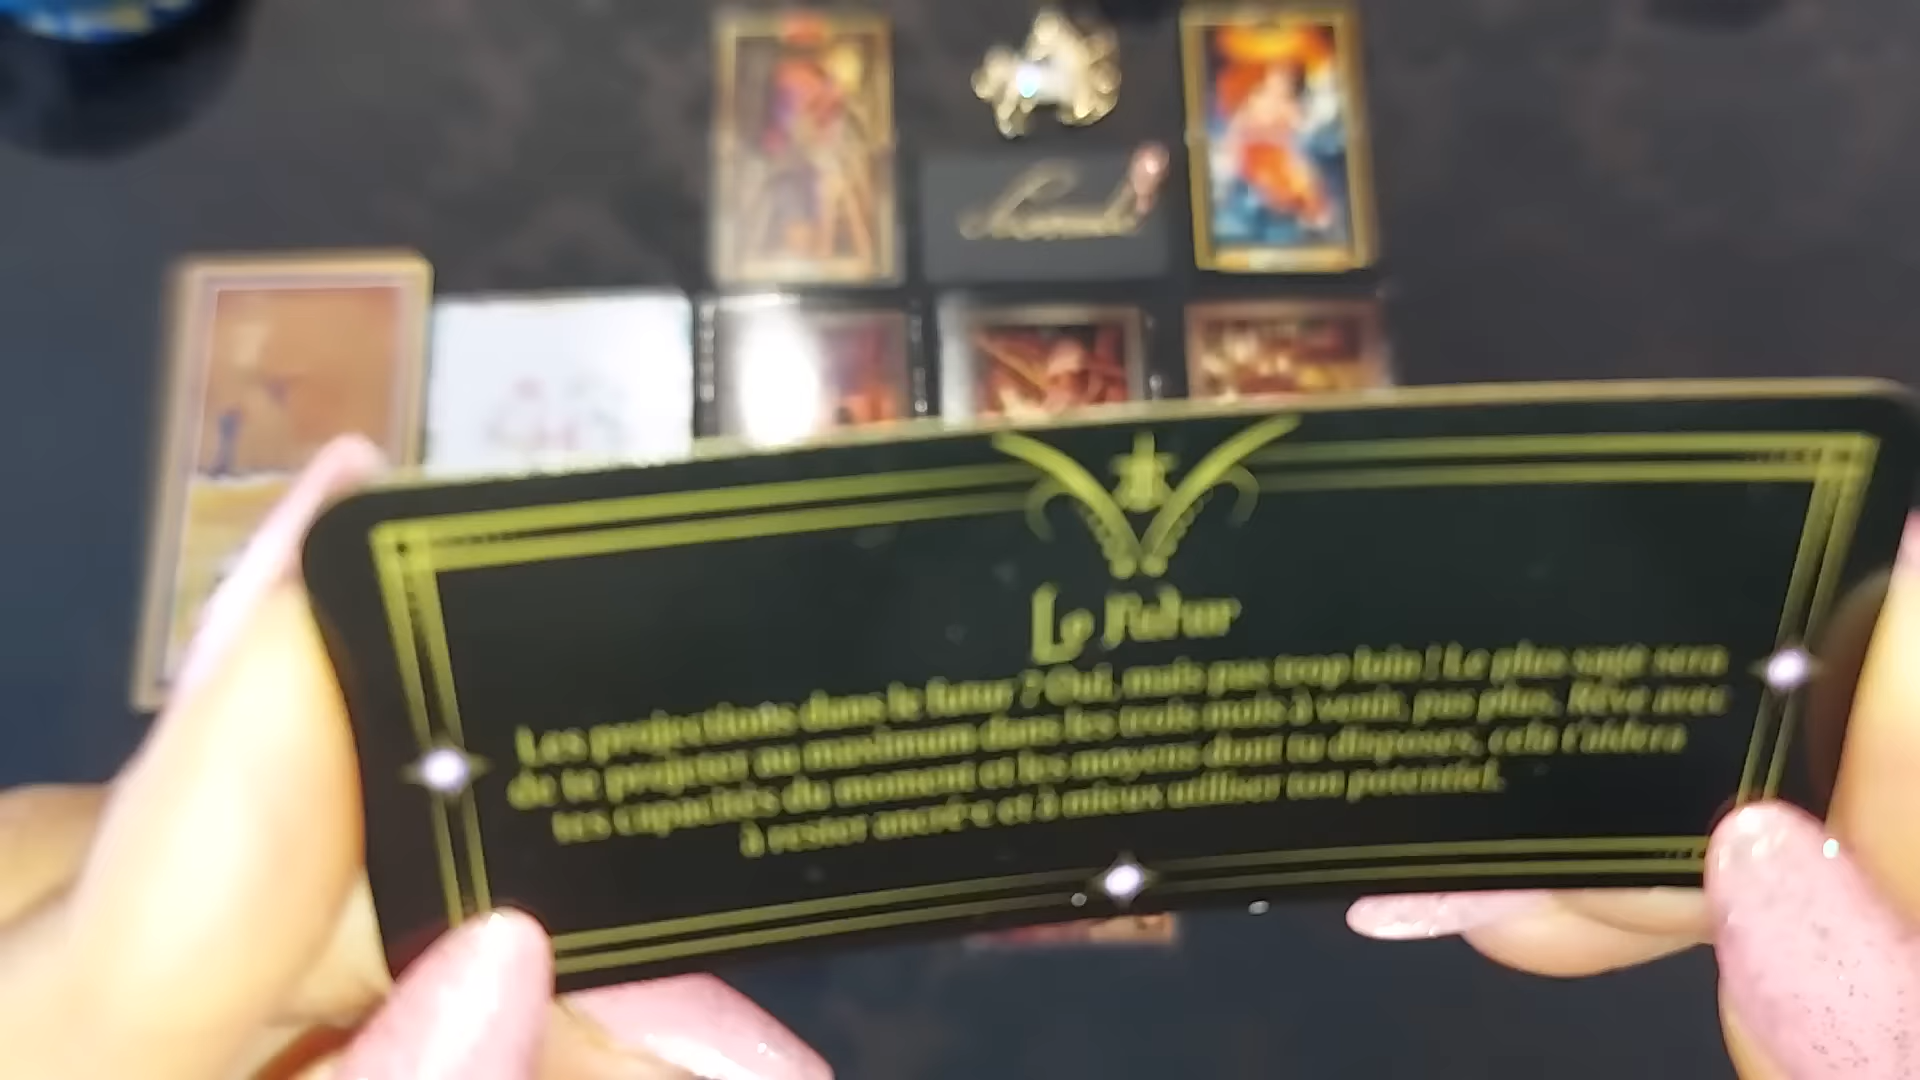 Le Futur
Les projections dans le futur ? Oui, mais pas trop loin ! Le plus sage sera
de te projeter au maximum dans les trois mois à venir, pas plus. Rêve avec
tes capacités du moment et les moyens dont tu disposes, cela t'aidera
à rester ancré·e et à mieux utiliser ton potentiel.